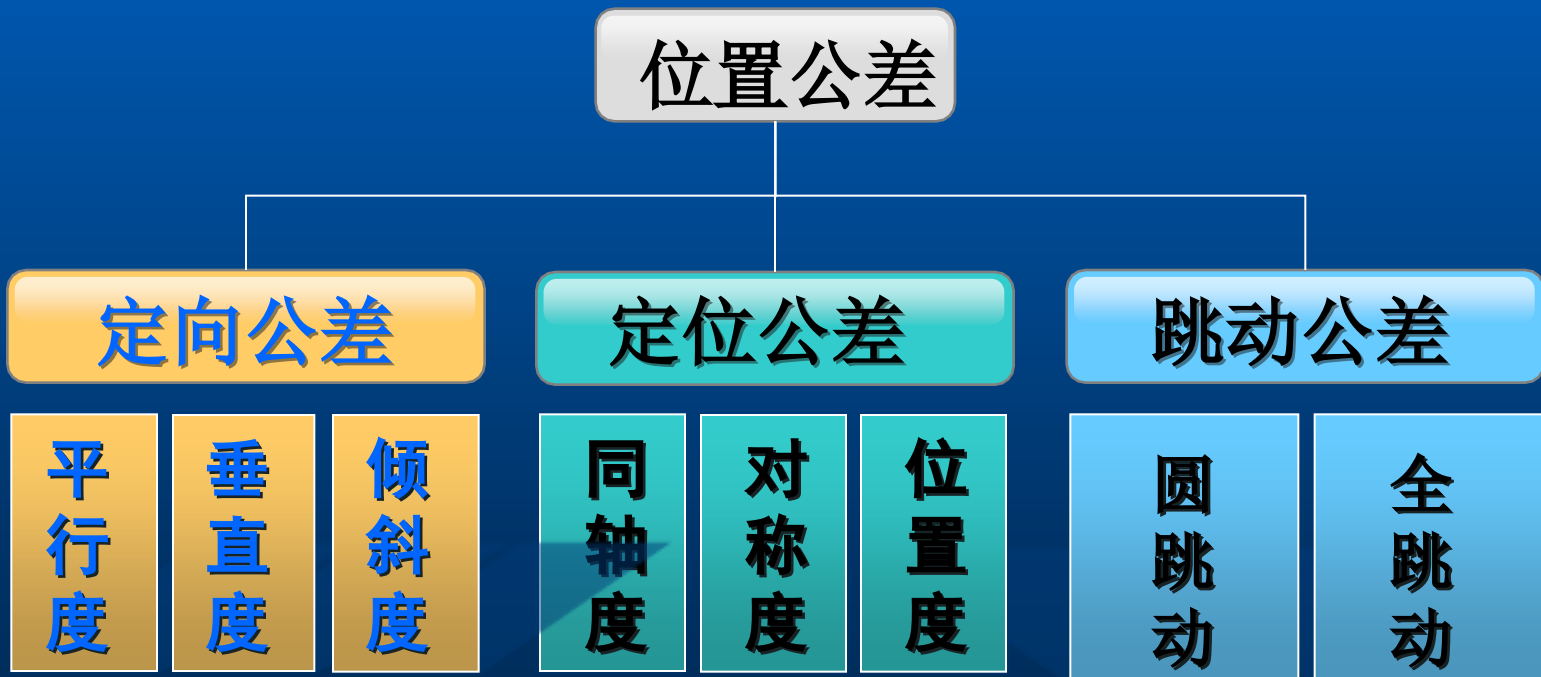 位置公差
定向公差
定位公差
跳动公差
平行度
垂直度
倾斜度
同轴度
对称度
位置度
圆跳动
全跳动